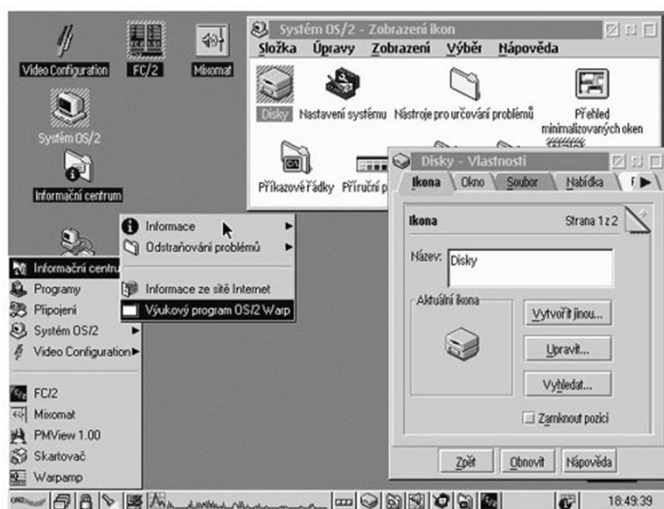 Video Configuration
FC/2
Mixomat
Systém OS/2
Informační centrum
Systém OS/2 - Zobrazení ikon
Složka Úpravy Zobrazení Výběr Nápověda
Disky
Nastavení systému
Nástroje pro určování problémů
Přehled
minimalizovaných oken
Příkazové řádky
Příruční p
Disky - Vlastnosti
Ikona Okno Soubor Nabídka
Ikona Strana 1 z 2
Název: Disky
Aktuální ikona
Vytvořit jinou...
Upravit...
Vyhledat...
Zamknout pozici
Zpět Obnovit Nápověda
Informace
Odstraňování problémů
Informace ze sítě Internet
Výukový program OS/2 Warp
Informační centru
Programy
Připojení
Systém OS/2
Video Configuration
FC/2
Mixomat
PMView 1.00
Skartovač
Warpamp
18:49:39